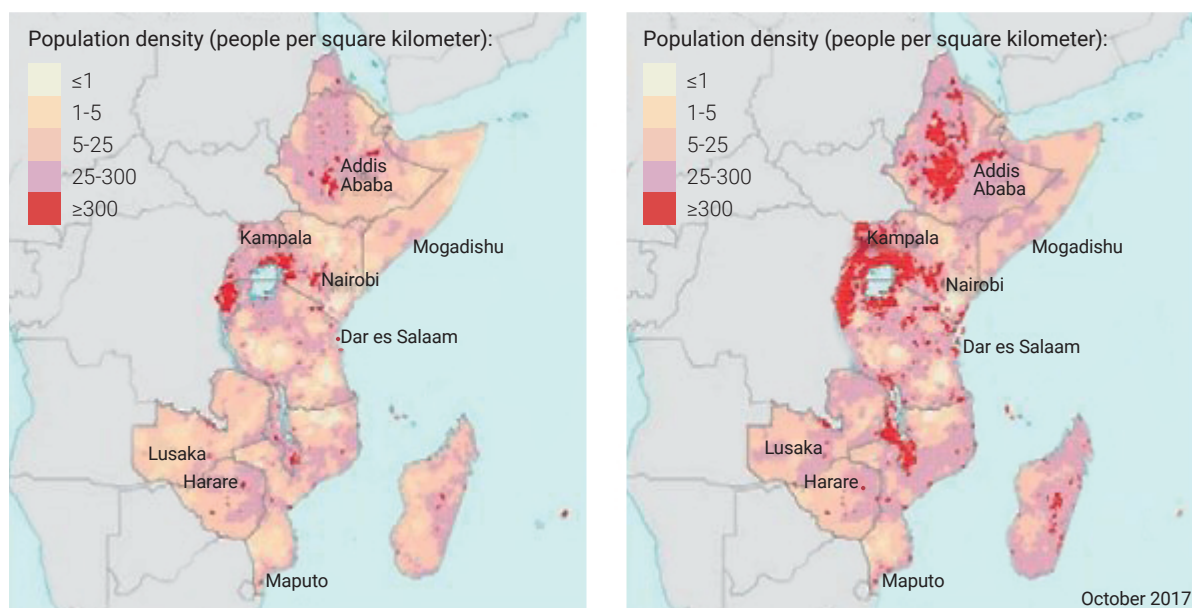 Population density (people per square kilometer):
≤1
1-5
5-25
25-300
≥300
Addis
Ababa
Kampala
Mogadishu
Nairobi
Dar es Salaam
Lusaka
Harare
Maputo
Population density (people per square kilometer):
≤1
1-5
5-25
25-300
≥300
Addis
Ababa
Kampala
Mogadishu
Nairobi
Dar es Salaam
Lusaka
Harare
Maputo
October 2017